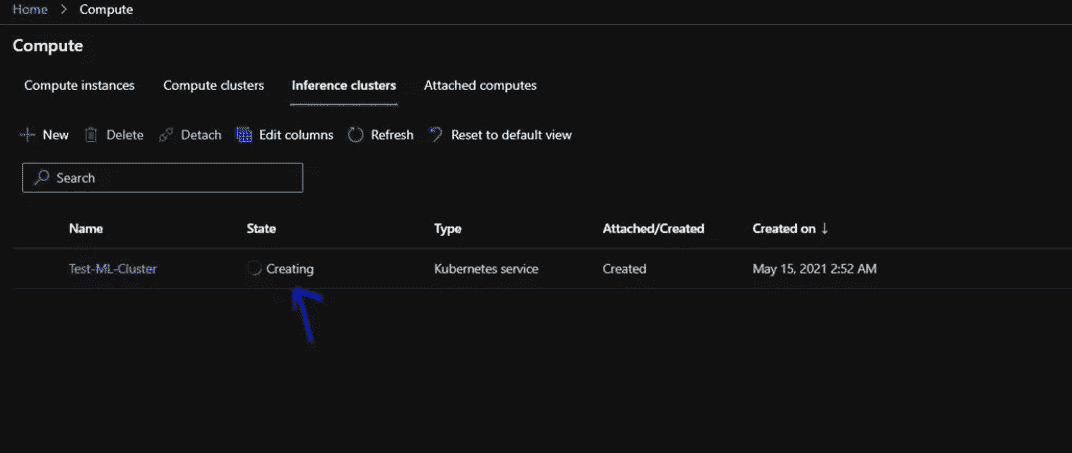 Home > Compute
Compute
Compute instances Compute clusters Inference clusters Attached computes
New Delete Detach Edit columns Refresh Reset to default view
Search
Name State Type Attached/Created Created on ↓
Test-ML-Cluster Creating Kubernetes service Created May 15, 2021 2:52 AM